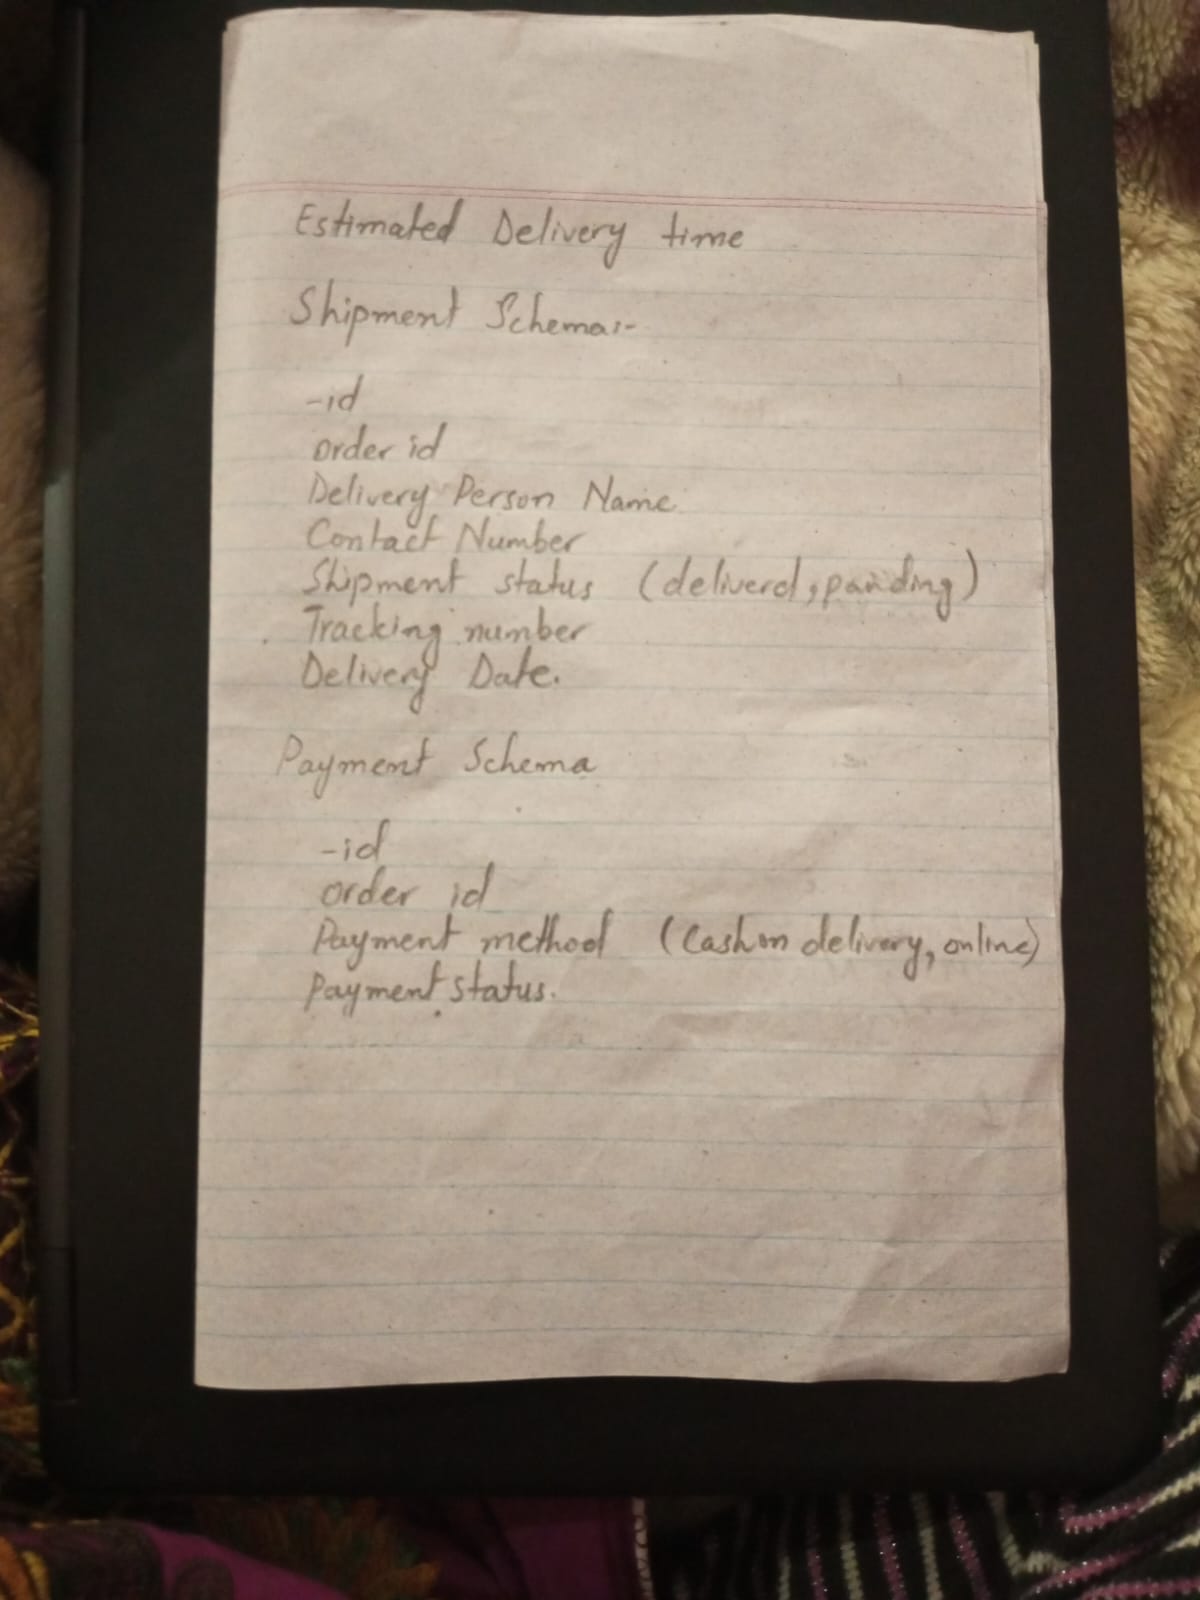 Estimated Delivery time
Shipment Schema:-
-id
order id
Delivery Person Name
Contact Number
Shipment status (deliverd, panding)
Tracking number
Delivery Date.
Payment Schema
-id
order id
Payment method (Cash on delivery, online)
Payment status.